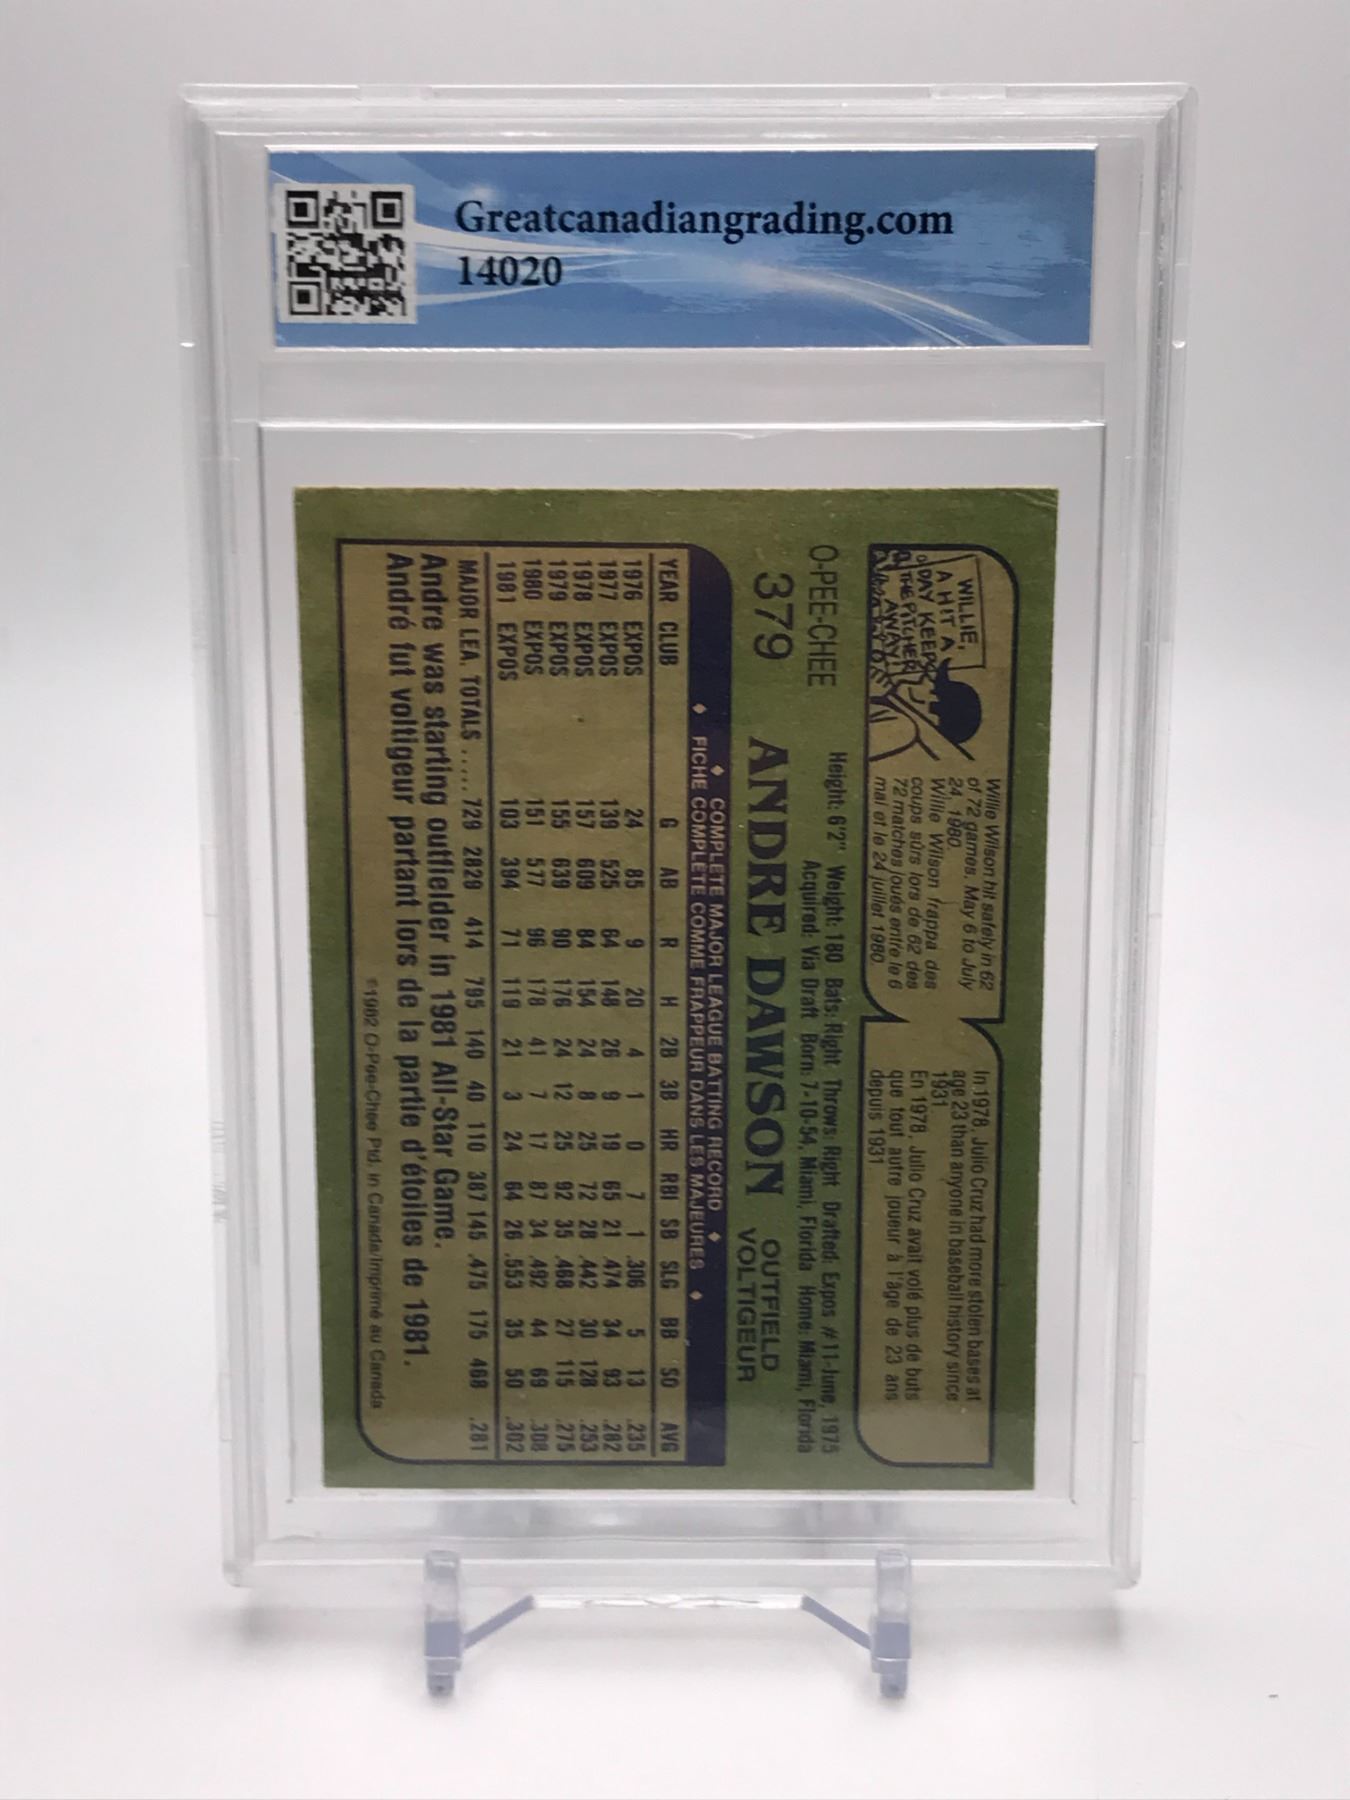 Greatcanadiangrading.com
14020
WILLIE,
A HIT A
DAY KEEPS
THE PITCHER
AWAY!
Willie Wilson hit safely in 62
of 72 games, May 6 to July
24, 1980.
Willie Wilson frappa des
coups sûrs lors de 62 des
72 matches joués entre le 6
mai et le 24 juillet 1980.
In 1978, Julio Cruz had more stolen bases at
age 23 than anyone in baseball history since
1931
En 1978, Julio Cruz avait volé plus de buts
que tout autre joueur à l'âge de 23 ans
depuis 1931
O-PEE-CHEE
379
Height: 6'2" Weight: 180 Bats: Right Throws: Right Drafted: Expos #11-June, 1975
Acquired: Via Draft Born: 7-10-54, Miami, Florida Home: Miami, Florida
ANDRE DAWSON
OUTFIELD
VOLTIGEUR
♦ COMPLETE MAJOR LEAGUE BATTING RECORD ♦
♦ FICHE COMPLETE COMME FRAPPEUR DANS LES MAJEURES ♦
YEAR CLUB G AB R H 2B 3B HR RBI SB SLG BB SO AVG
1976 EXPOS 24 85 9 20 4 1 0 7 1 .306 5 13 .235
1977 EXPOS 139 525 64 148 26 9 19 65 21 .474 34 93 .282
1978 EXPOS 157 609 84 154 24 8 25 72 28 .442 30 128 .253
1979 EXPOS 155 639 90 176 24 12 25 92 35 .468 27 115 .275
1980 EXPOS 151 577 96 178 41 7 17 87 34 .492 44 69 .308
1981 EXPOS 103 394 71 119 21 3 24 64 26 .553 35 50 .302
MAJOR LEA. TOTALS ..... 729 2829 414 795 140 40 110 387 145 .475 175 468 .281
Andre was starting outfielder in 1981 All-Star Game.
André fut voltigeur partant lors de la partie d'étoiles de 1981.
©1982 O-Pee-Chee Ptd. in Canada/Imprimé au Canada